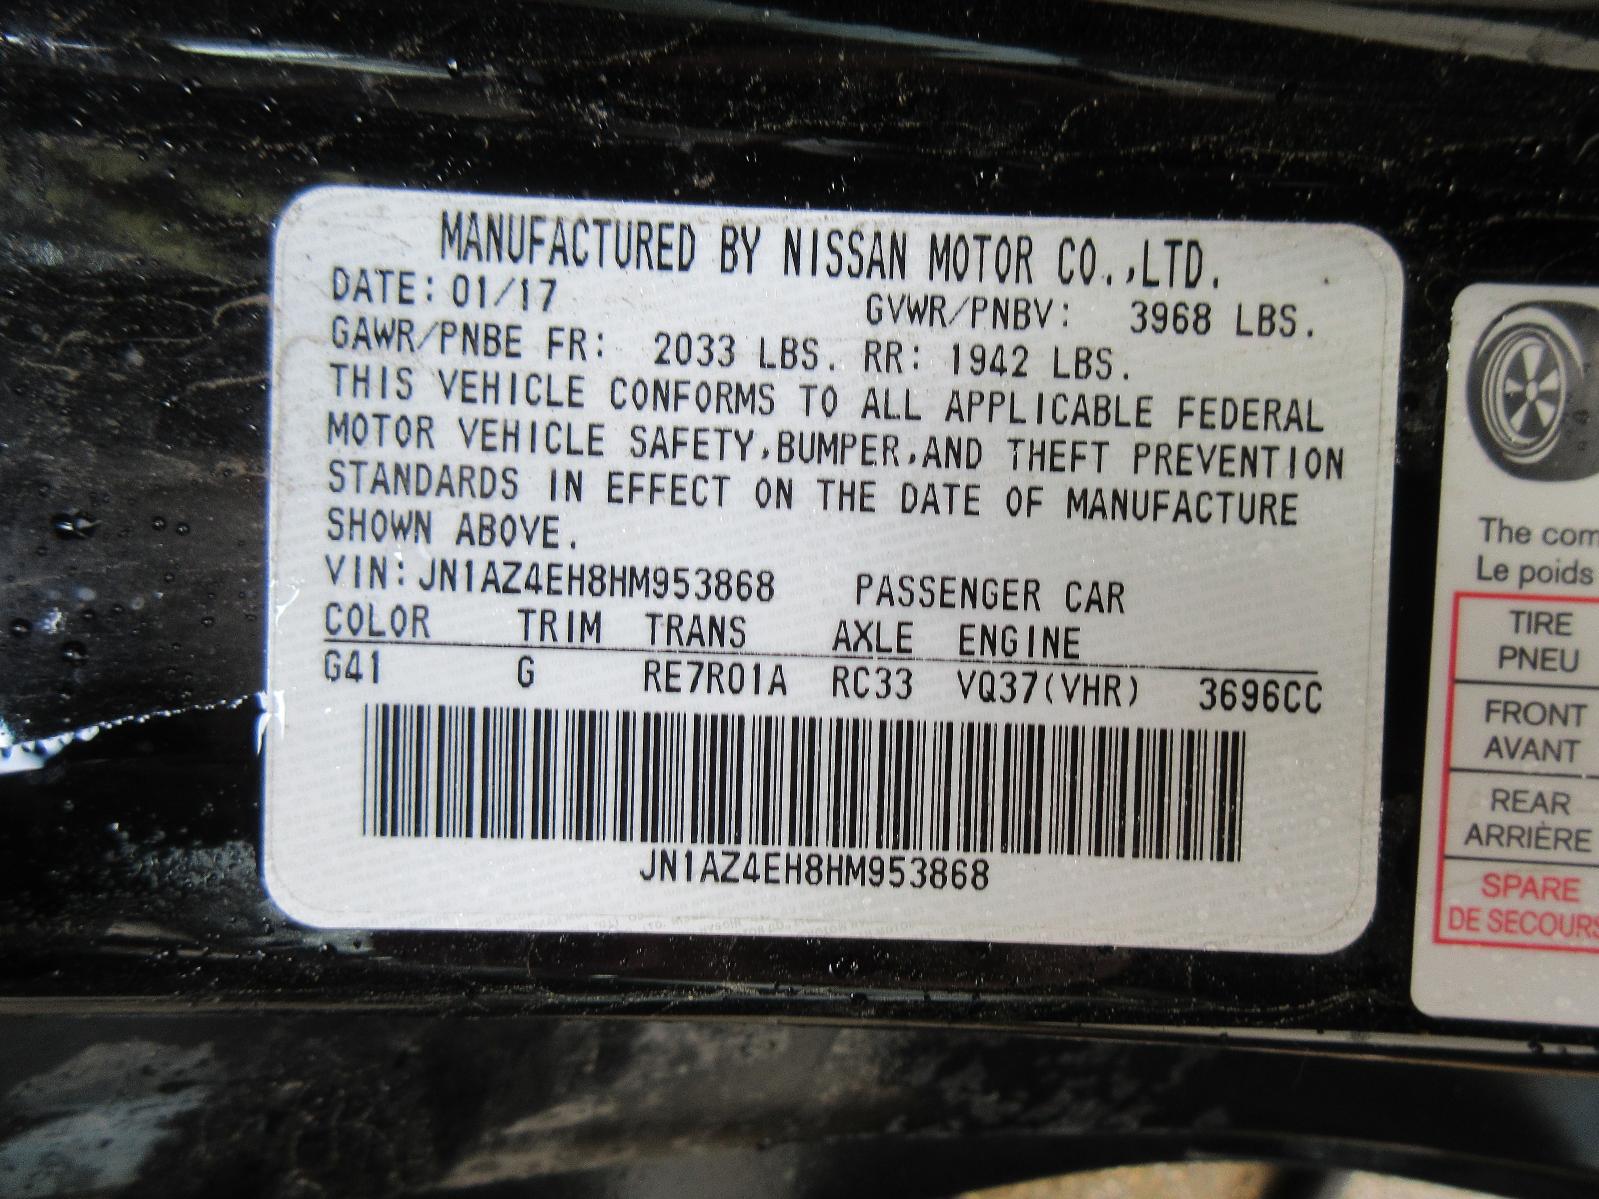 MANUFACTURED BY NISSAN MOTOR CO.,LTD.
DATE: 01/17 GVWR/PNBV: 3968 LBS.
GAWR/PNBE FR: 2033 LBS. RR: 1942 LBS.
THIS VEHICLE CONFORMS TO ALL APPLICABLE FEDERAL
MOTOR VEHICLE SAFETY,BUMPER,AND THEFT PREVENTION
STANDARDS IN EFFECT ON THE DATE OF MANUFACTURE
SHOWN ABOVE.
VIN: JN1AZ4EH8HM953868 PASSENGER CAR
COLOR TRIM TRANS AXLE ENGINE
G41 G RE7R01A RC33 VQ37(VHR) 3696CC
JN1AZ4EH8HM953868
The com
Le poids
TIRE
PNEU
FRONT
AVANT
REAR
ARRIÈRE
SPARE
DE SECOURS